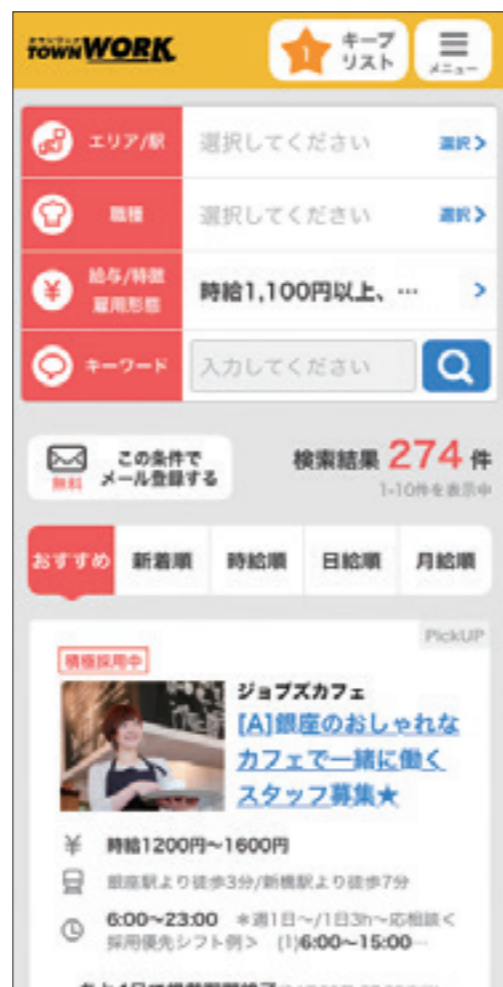 タウンワーク
TOWNWORK
1
キープ
リスト
メニュー
エリア/駅
選択してください
選択
職種
選択してください
選択
給与/特徴
雇用形態
時給1,100円以上、…
キーワード
入力してください
無料
この条件で
メール登録する
検索結果 274 件
1-10件を表示中
おすすめ
新着順
時給順
日給順
月給順
PickUP
積極採用中
ジョブズカフェ
[A]銀座のおしゃれな
カフェで一緒に働く
スタッフ募集★
¥ 時給1200円~1600円
銀座駅より徒歩3分/新橋駅より徒歩7分
6:00~23:00 *週1日~/1日3h~応相談<
採用優先シフト例> (1)6:00~15:00…